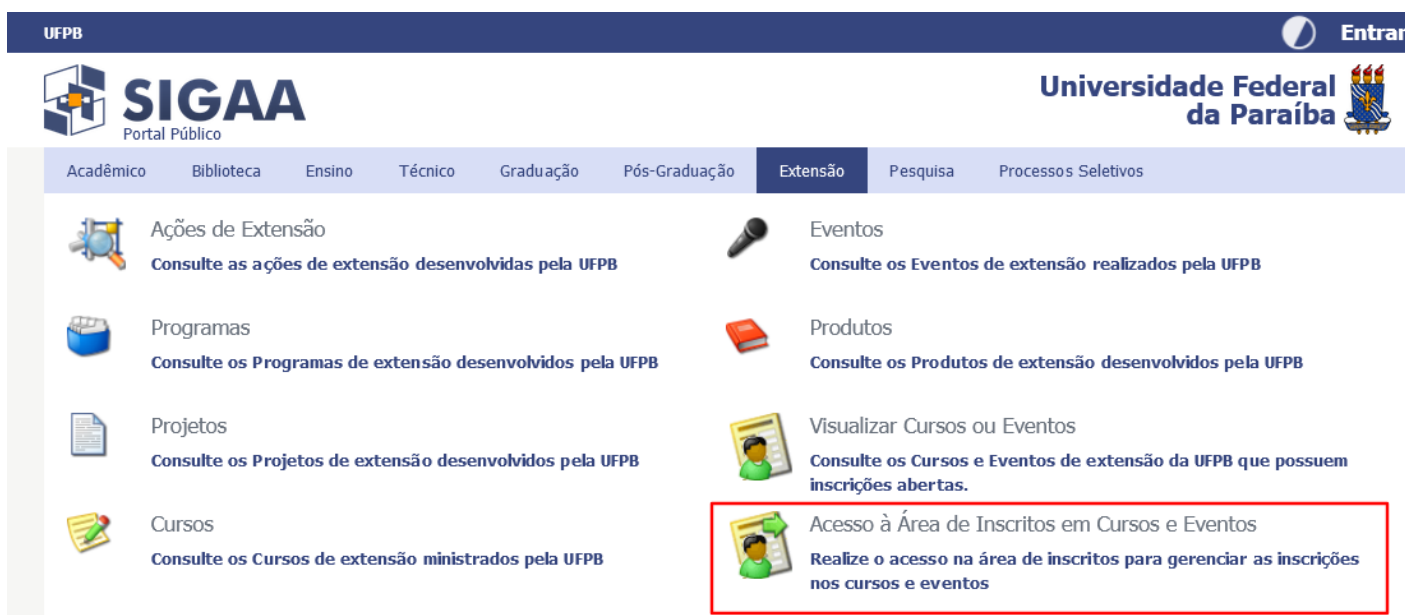 UFPB
Entrar
SIGAA
Portal Público
Universidade Federal
da Paraíba
Acadêmico Biblioteca Ensino Técnico Graduação Pós-Graduação Extensão Pesquisa Processos Seletivos
Ações de Extensão
Consulte as ações de extensão desenvolvidas pela UFPB
Eventos
Consulte os Eventos de extensão realizados pela UFPB
Programas
Consulte os Programas de extensão desenvolvidos pela UFPB
Produtos
Consulte os Produtos de extensão desenvolvidos pela UFPB
Projetos
Consulte os Projetos de extensão desenvolvidos pela UFPB
Visualizar Cursos ou Eventos
Consulte os Cursos e Eventos de extensão da UFPB que possuem
inscrições abertas.
Cursos
Consulte os Cursos de extensão ministrados pela UFPB
Acesso à Área de Inscritos em Cursos e Eventos
Realize o acesso na área de inscritos para gerenciar as inscrições
nos cursos e eventos